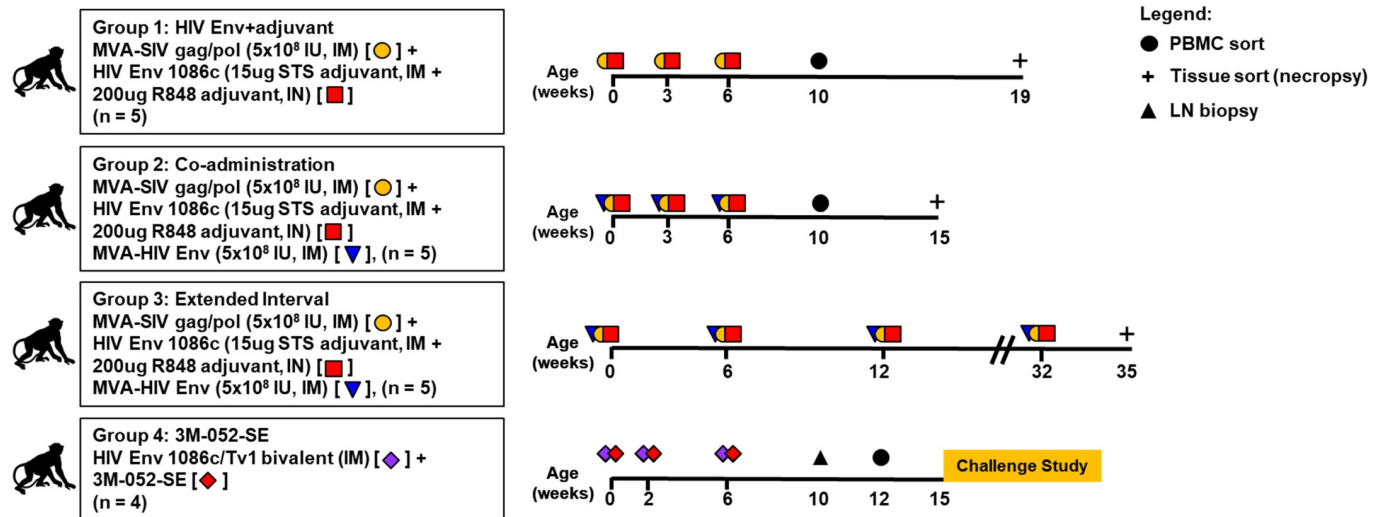 Group 1: HIV Env+adjuvant
MVA-SIV gag/pol (5x10⁸ IU, IM) [ ] +
HIV Env 1086c (15ug STS adjuvant, IM +
200ug R848 adjuvant, IN) [ ]
(n = 5)
Age
(weeks)
0 3 6 10 19
Legend:
PBMC sort
Tissue sort (necropsy)
LN biopsy
Group 2: Co-administration
MVA-SIV gag/pol (5x10⁸ IU, IM) [ ] +
HIV Env 1086c (15ug STS adjuvant, IM +
200ug R848 adjuvant, IN) [ ]
MVA-HIV Env (5x10⁸ IU, IM) [ ], (n = 5)
Age
(weeks)
0 3 6 10 15
Group 3: Extended Interval
MVA-SIV gag/pol (5x10⁸ IU, IM) [ ] +
HIV Env 1086c (15ug STS adjuvant, IM +
200ug R848 adjuvant, IN) [ ]
MVA-HIV Env (5x10⁸ IU, IM) [ ], (n = 5)
Age
(weeks)
0 6 12 32 35
Group 4: 3M-052-SE
HIV Env 1086c/Tv1 bivalent (IM) [ ] +
3M-052-SE [ ]
(n = 4)
Age
(weeks)
0 2 6 10 12 15
Challenge Study